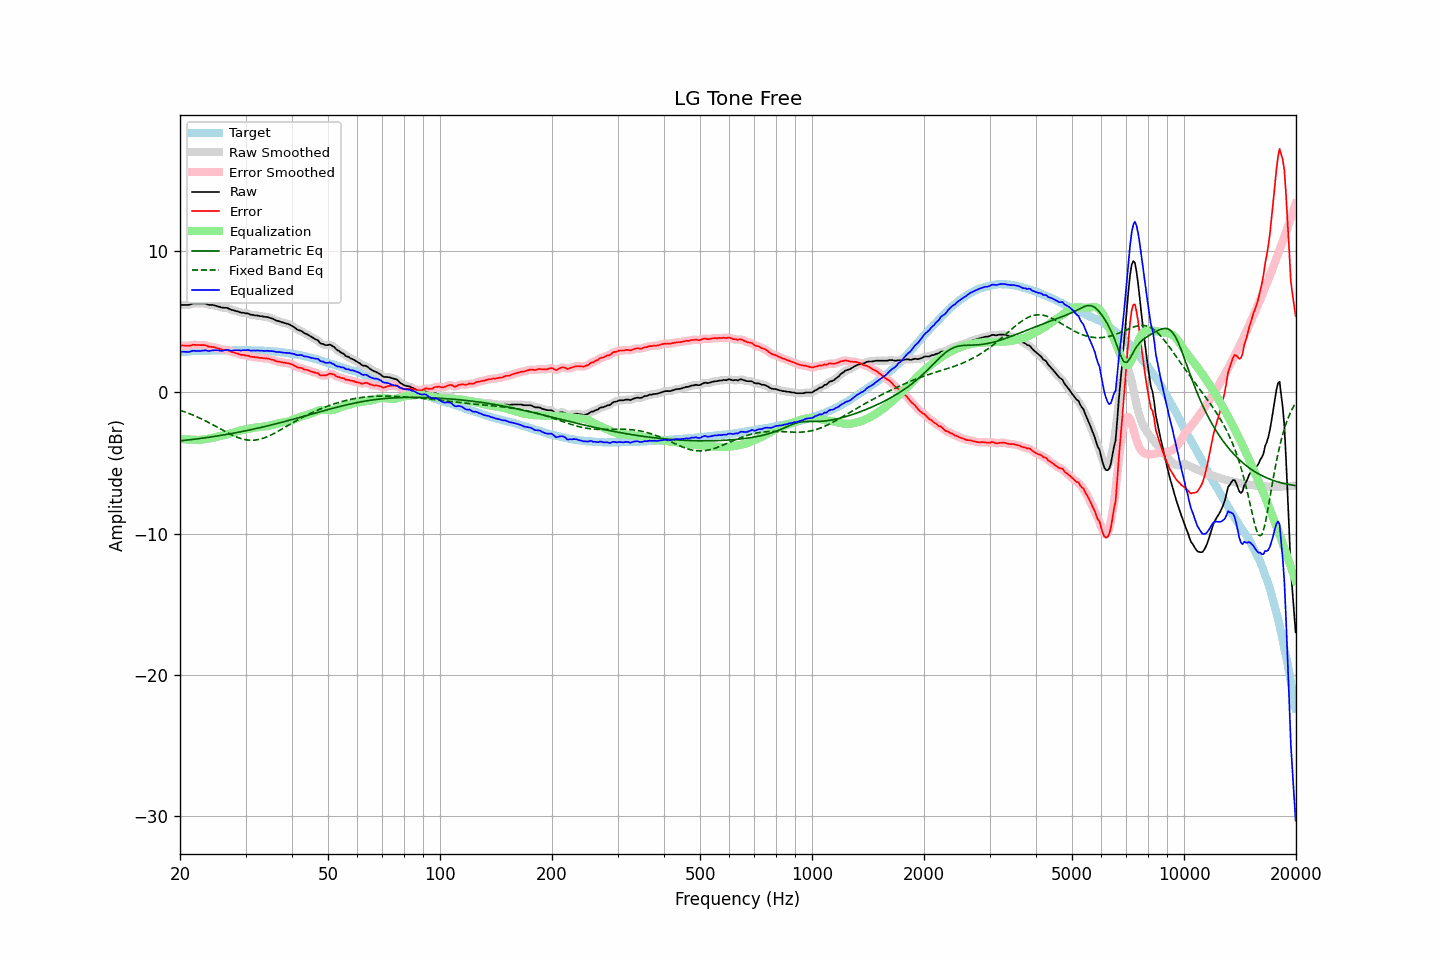 LG Tone Free
Target
Raw Smoothed
Error Smoothed
Raw
Error
Equalization
Parametric Eq
Fixed Band Eq
Equalized
10
0
−10
−20
−30
Amplitude (dBr)
20 50 100 200 500 1000 2000 5000 10000 20000
Frequency (Hz)